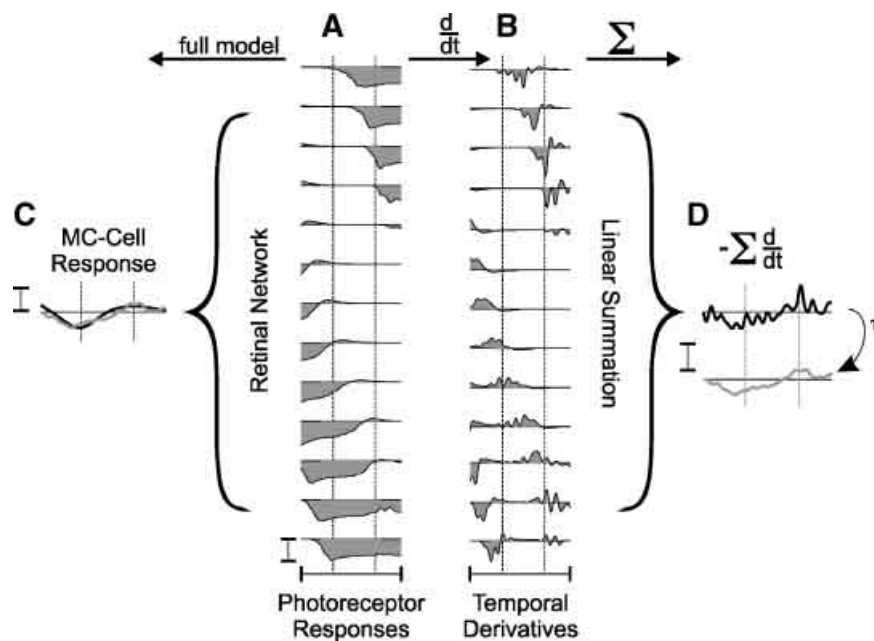 A
B
full model
d
dt
Σ
C
MC-Cell
Response
Retinal Network
Linear Summation
D
-Σ d
dt
Photoreceptor
Responses
Temporal
Derivatives